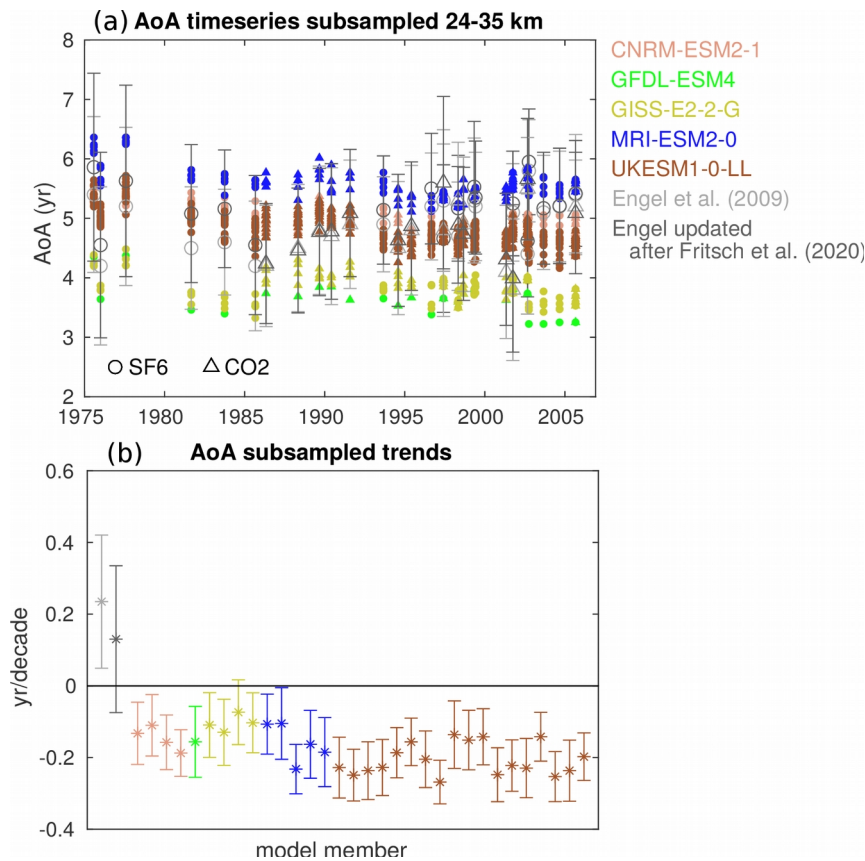 (a) AoA timeseries subsampled 24-35 km
8
7
6
5
4
3
2
AoA (yr)
SF6
CO2
1975
1980
1985
1990
1995
2000
2005
CNRM-ESM2-1
GFDL-ESM4
GISS-E2-2-G
MRI-ESM2-0
UKESM1-0-LL
Engel et al. (2009)
Engel updated
after Fritsch et al. (2020)
(b) AoA subsampled trends
0.6
0.4
0.2
0
-0.2
-0.4
yr/decade
model member